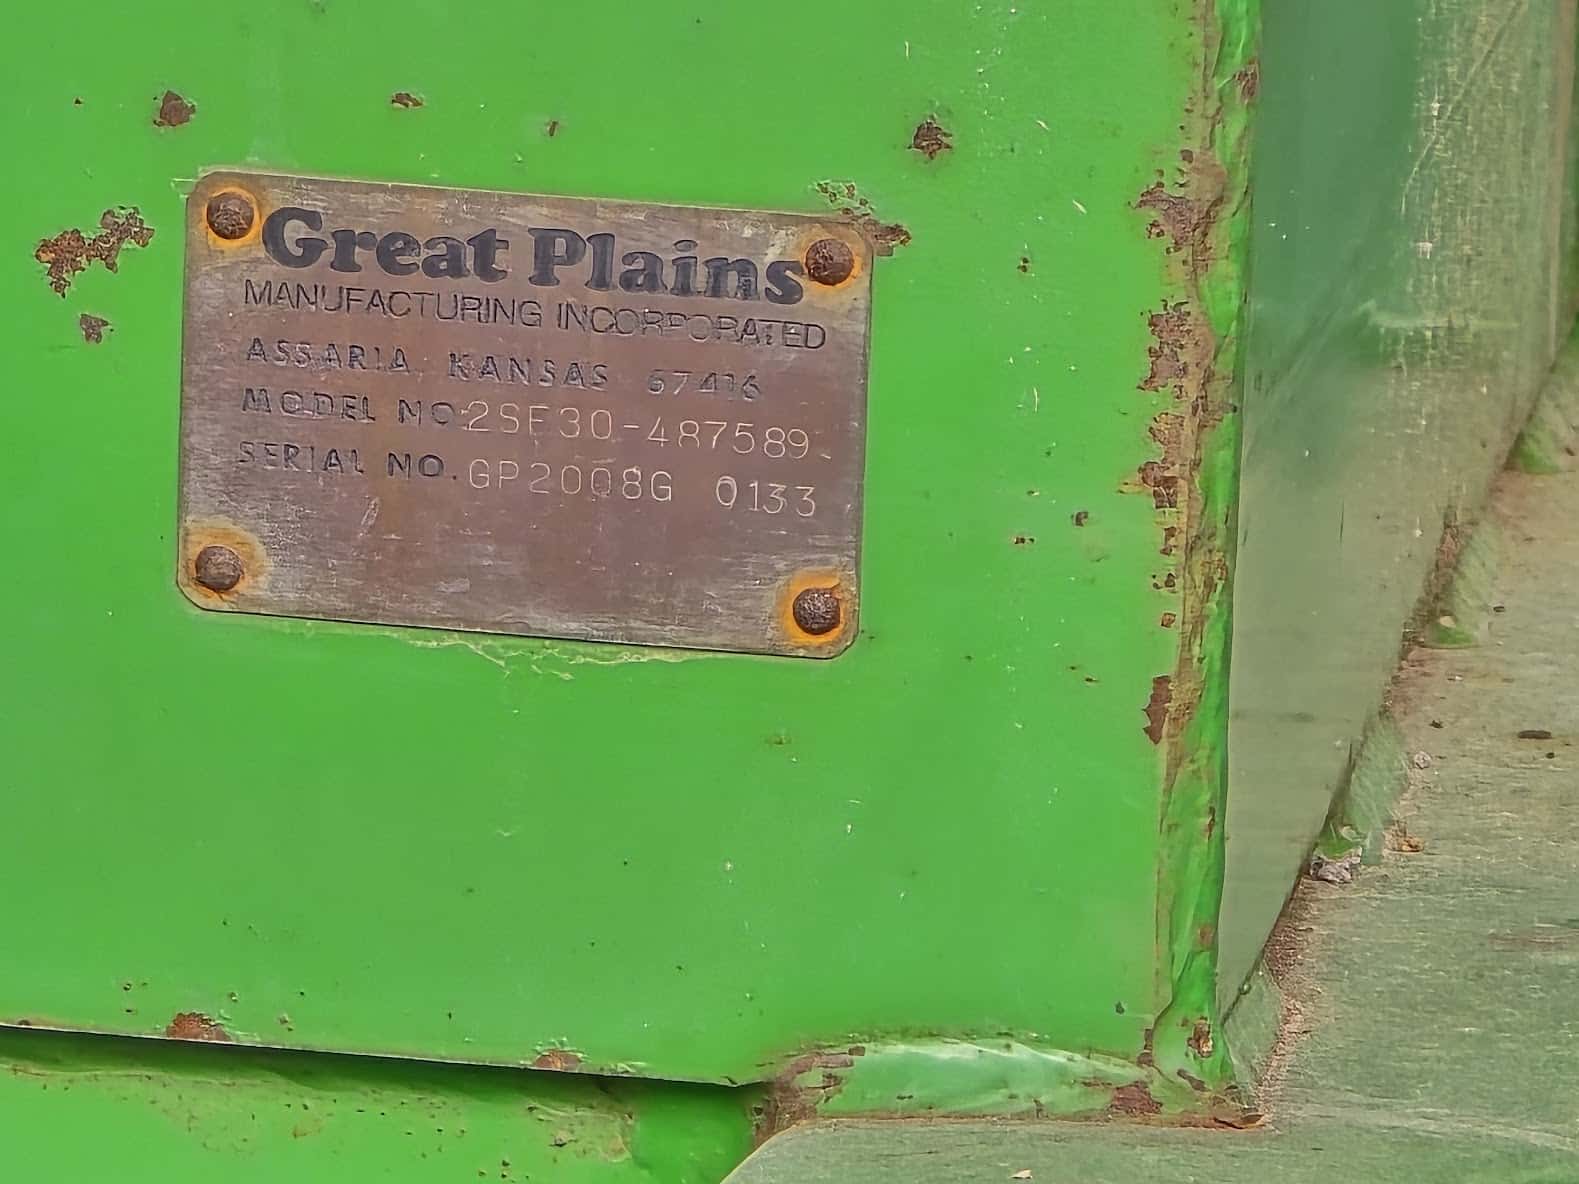 Great Plains
MANUFACTURING INCORPORATED
ASSARIA, KANSAS 67416
MODEL NO. 2SF30-487589
SERIAL NO. GP2008G 0133